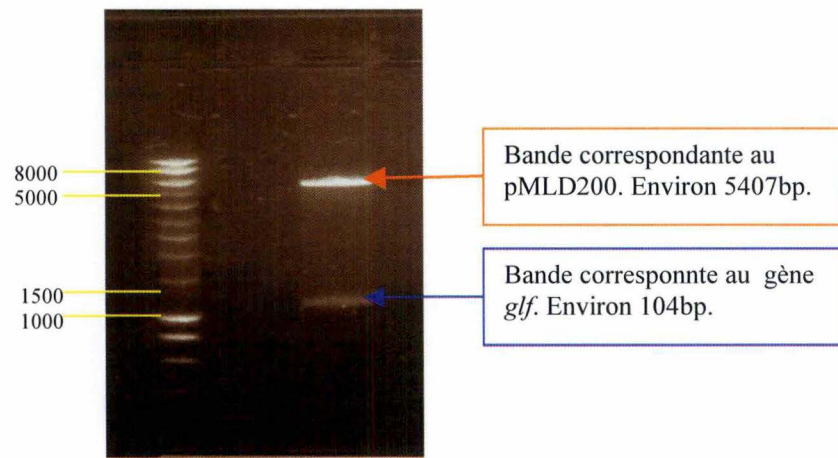 8000
5000
1500
1000
Bande correspondante au
pMLD200. Environ 5407bp.
Bande corresponnte au gène
glf. Environ 104bp.